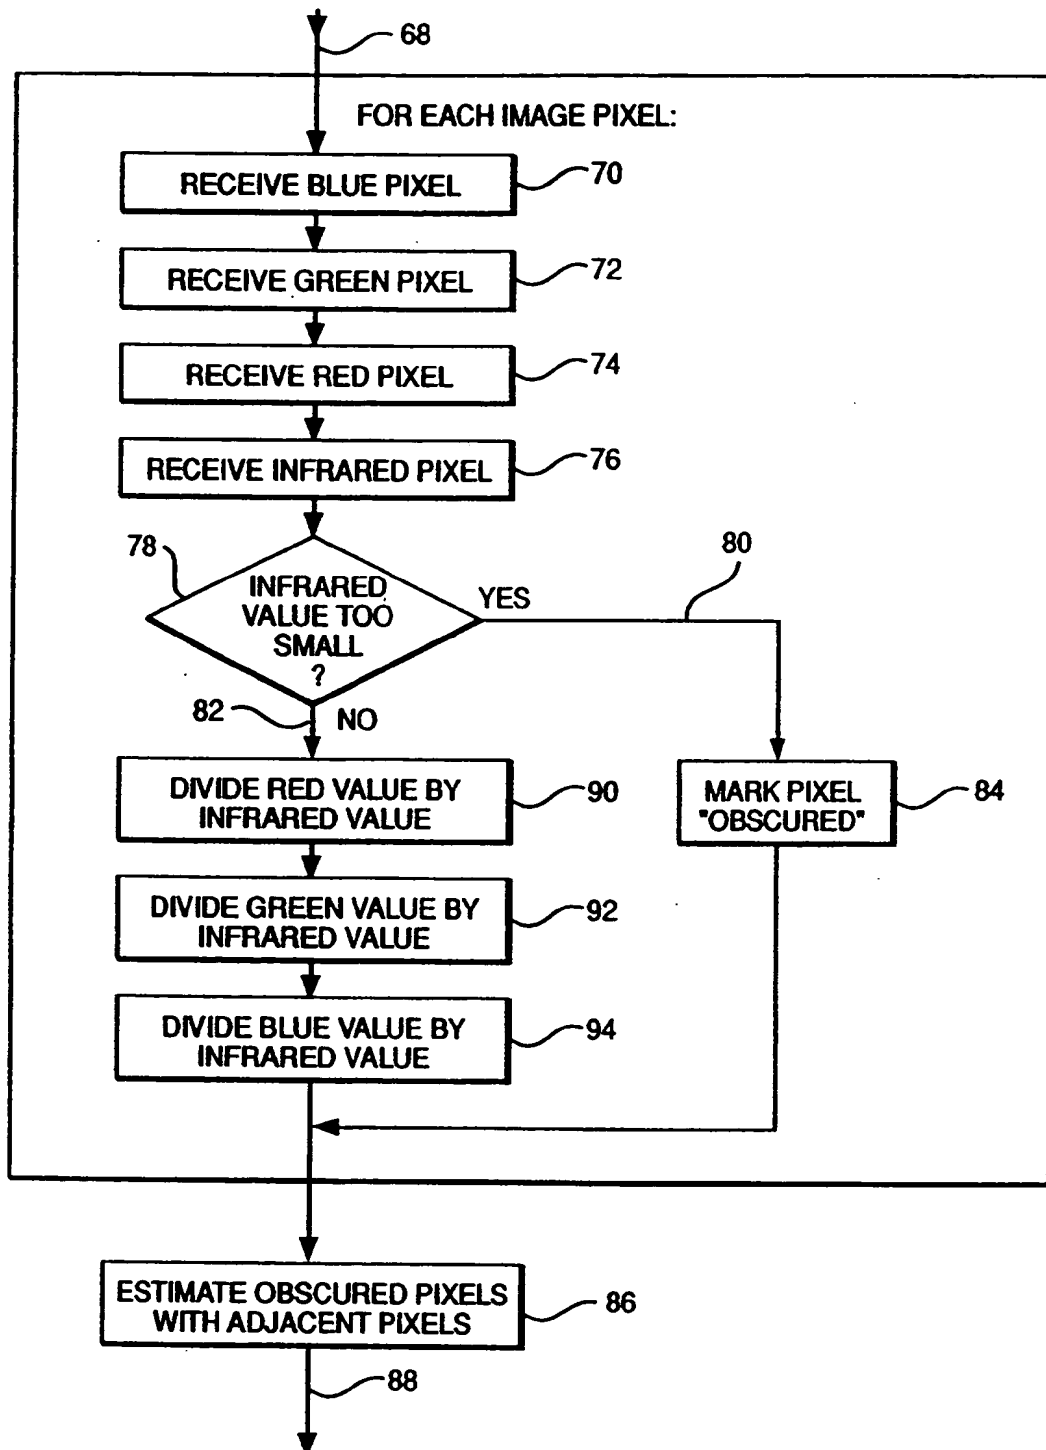 68
FOR EACH IMAGE PIXEL:
RECEIVE BLUE PIXEL
70
RECEIVE GREEN PIXEL
72
RECEIVE RED PIXEL
74
RECEIVE INFRARED PIXEL
76
78
INFRARED
VALUE TOO
SMALL
?
YES
80
82
NO
DIVIDE RED VALUE BY
INFRARED VALUE
90
MARK PIXEL
"OBSCURED"
84
DIVIDE GREEN VALUE BY
INFRARED VALUE
92
DIVIDE BLUE VALUE BY
INFRARED VALUE
94
ESTIMATE OBSCURED PIXELS
WITH ADJACENT PIXELS
86
88